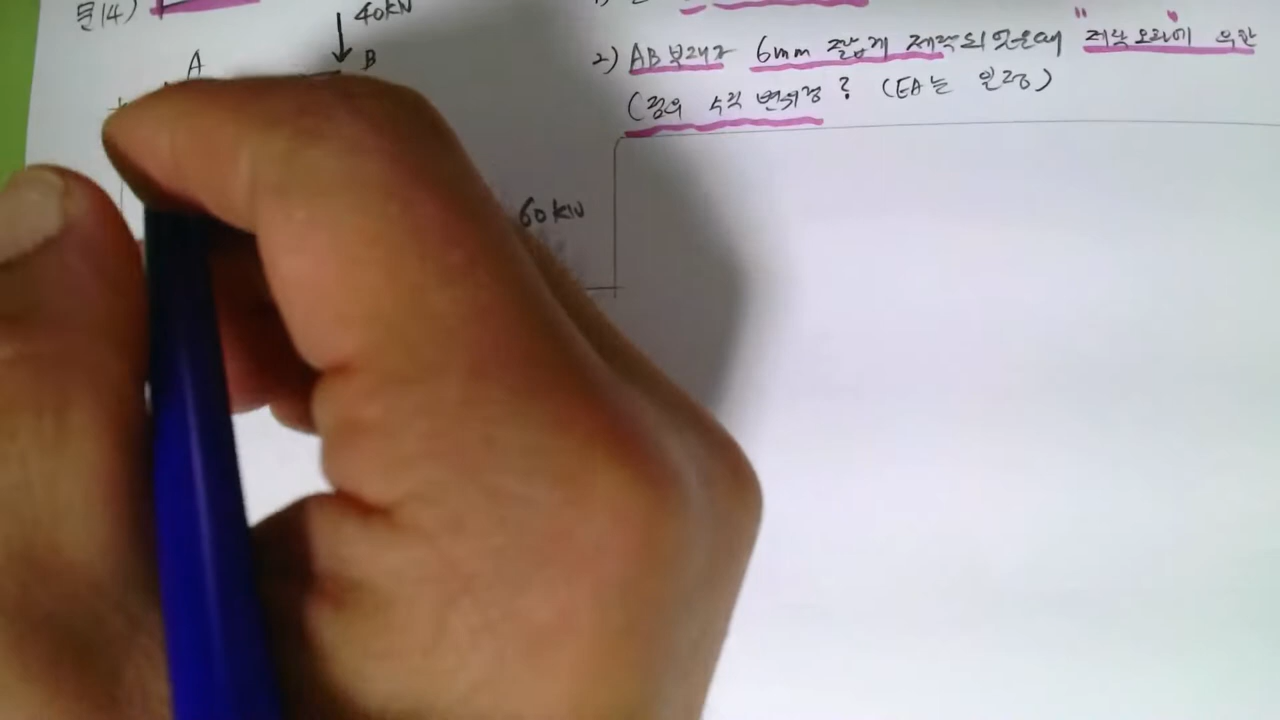 문14)
40kN
A
B
2) AB부재가 6mm 짧게 제작되었을때 "제작오차"에 의한
C점의 수직 변위량? (EA는 일정)
60kN